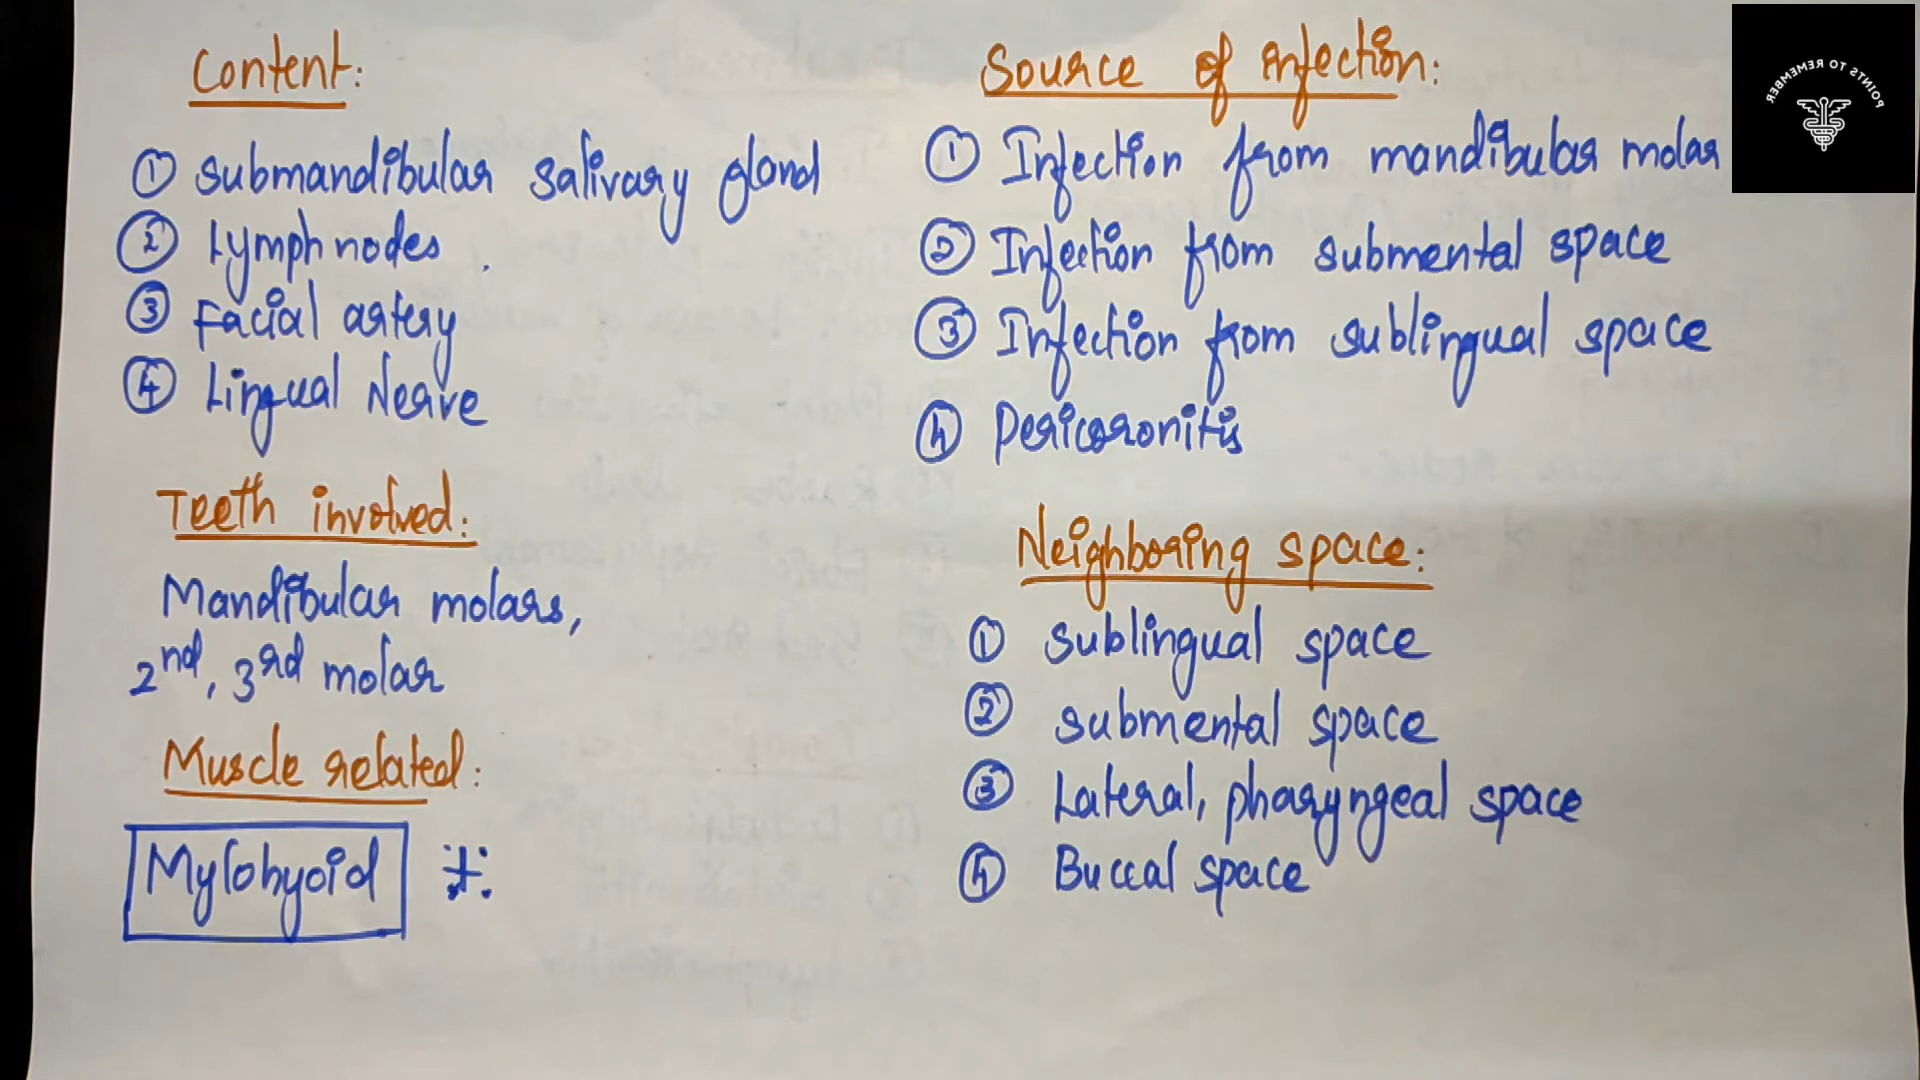 Content:
① submandibular salivary gland
② Lymph nodes.
③ Facial artery
④ Lingual Nerve
Teeth involved:
Mandibular molars,
2nd, 3rd molar
Muscle related:
Mylohyoid *
Source of infection:
① Infection from mandibular molar
② Infection from submental space
③ Infection from sublingual space
④ Pericoronitis
Neighboring space:
① sublingual space
② submental space
③ Lateral, pharyngeal space
④ Buccal space
POINTS TO REMEMBER